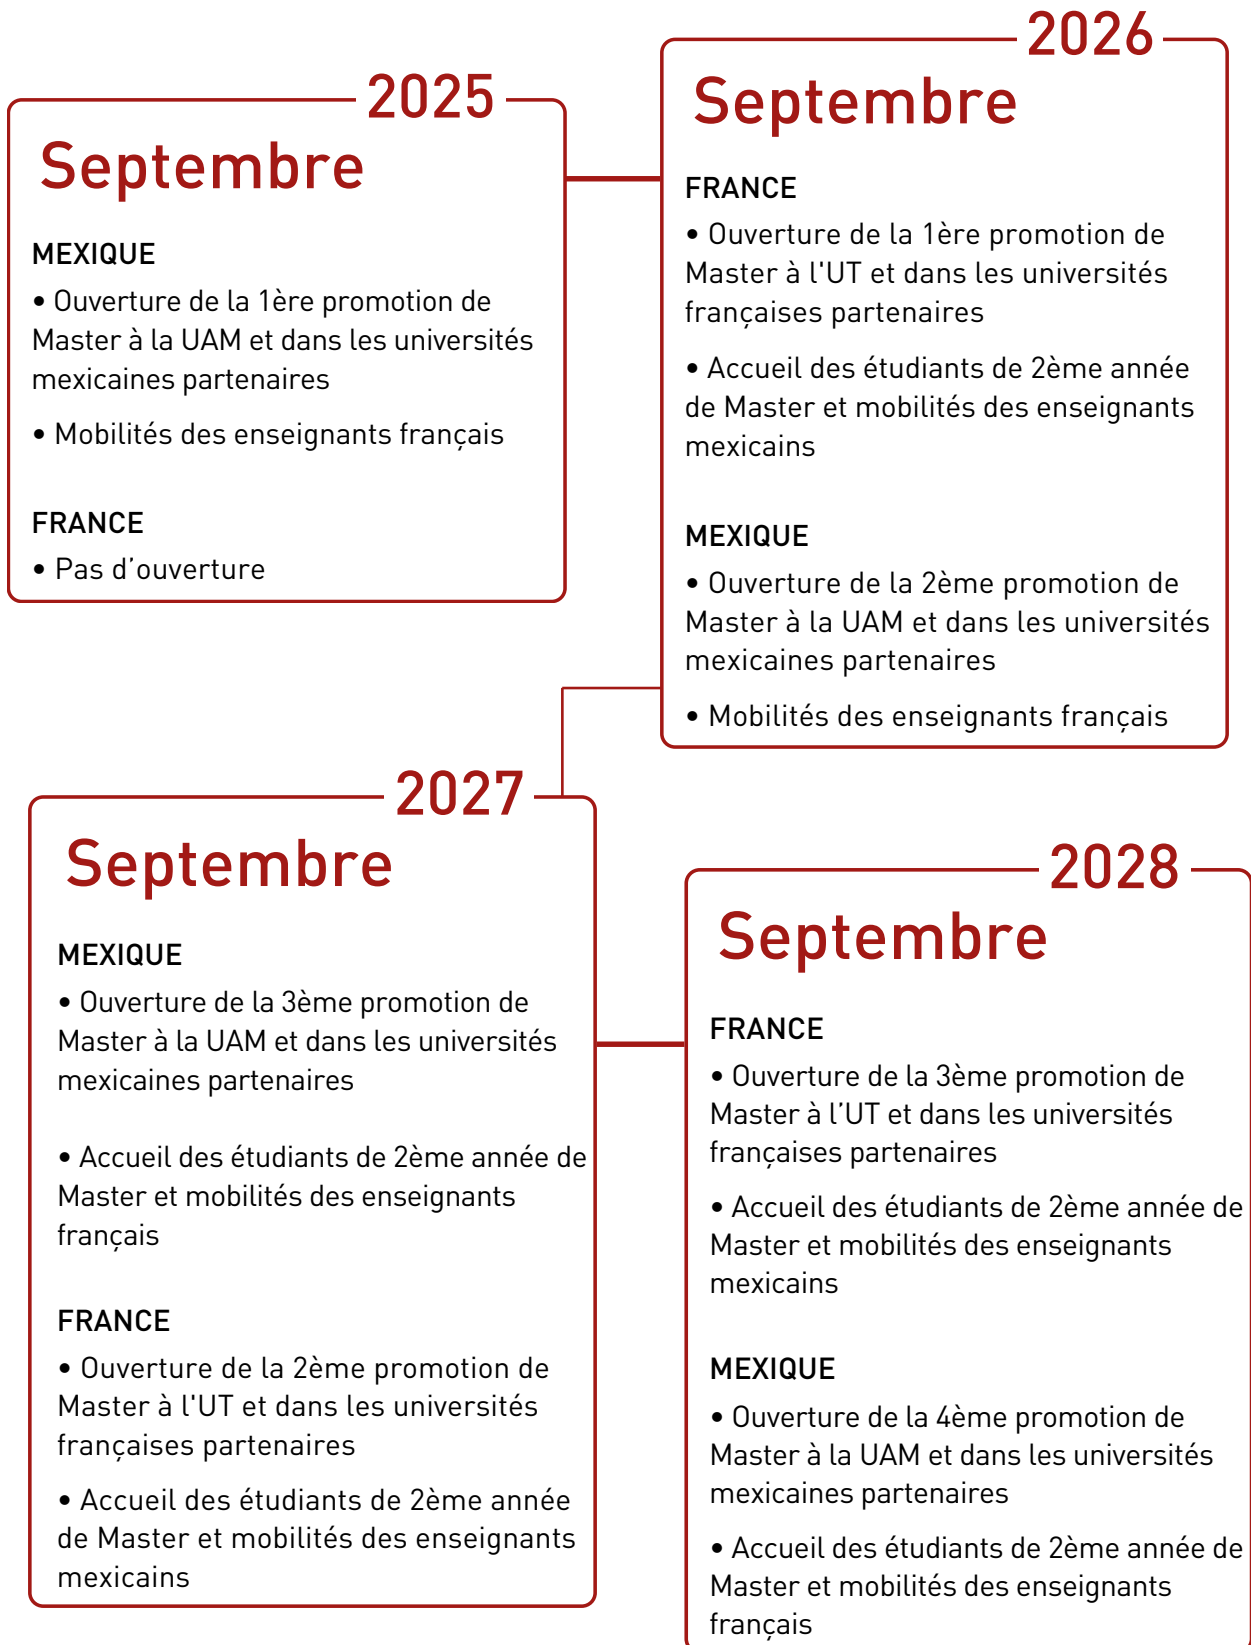 2025
Septembre
MEXIQUE
• Ouverture de la 1ère promotion de
Master à la UAM et dans les universités
mexicaines partenaires
• Mobilités des enseignants français
FRANCE
• Pas d’ouverture
2026
Septembre
FRANCE
• Ouverture de la 1ère promotion de
Master à l'UT et dans les universités
françaises partenaires
• Accueil des étudiants de 2ème année
de Master et mobilités des enseignants
mexicains
MEXIQUE
• Ouverture de la 2ème promotion de
Master à la UAM et dans les universités
mexicaines partenaires
• Mobilités des enseignants français
2027
Septembre
MEXIQUE
• Ouverture de la 3ème promotion de
Master à la UAM et dans les universités
mexicaines partenaires
• Accueil des étudiants de 2ème année de
Master et mobilités des enseignants
français
FRANCE
• Ouverture de la 2ème promotion de
Master à l'UT et dans les universités
françaises partenaires
• Accueil des étudiants de 2ème année
de Master et mobilités des enseignants
mexicains
2028
Septembre
FRANCE
• Ouverture de la 3ème promotion de
Master à l’UT et dans les universités
françaises partenaires
• Accueil des étudiants de 2ème année de
Master et mobilités des enseignants
mexicains
MEXIQUE
• Ouverture de la 4ème promotion de
Master à la UAM et dans les universités
mexicaines partenaires
• Accueil des étudiants de 2ème année de
Master et mobilités des enseignants
français